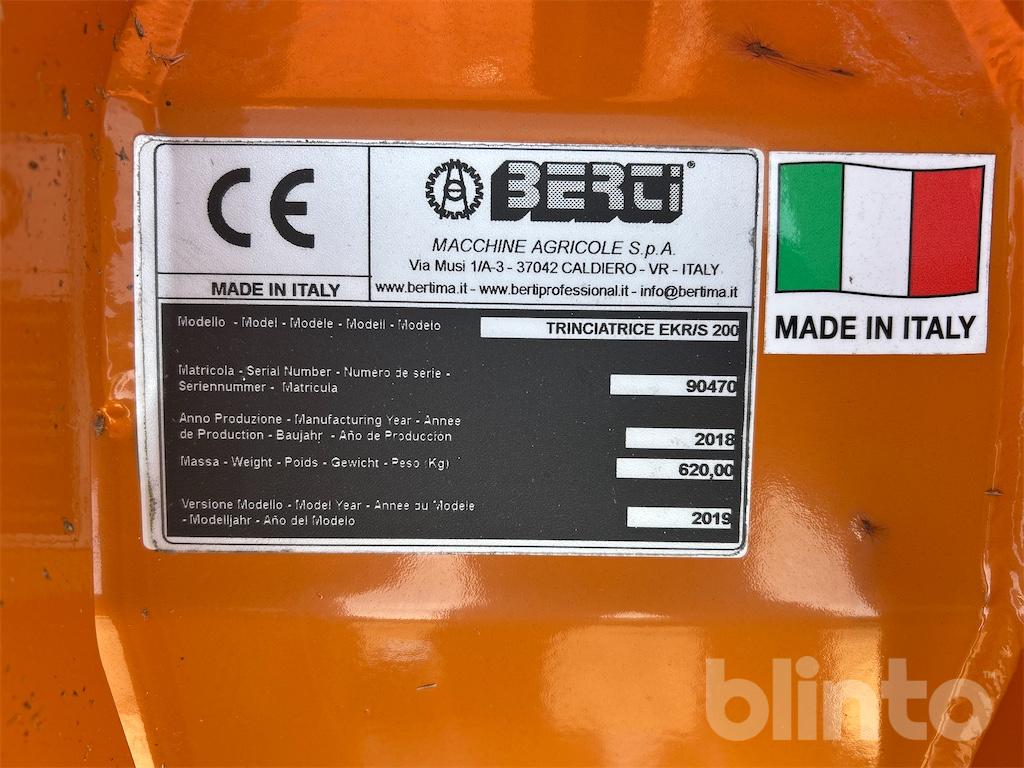 CE
MADE IN ITALY
BERTI®
MACCHINE AGRICOLE S.p.A.
Via Musi 1/A-3 - 37042 CALDIERO - VR - ITALY
www.bertima.it - www.bertiprofessional.it - info@bertima.it
Modello - Model - Modèle - Modell - Modelo
TRINCIATRICE EKR/S 200
Matricola - Serial Number - Numéro de série -
Seriennummer - Matricula
90470
Anno Produzione - Manufacturing Year - Annee
de Production - Baujahr - Año de Produccion
2018
Massa - Weight - Poids - Gewicht - Peso (Kg)
620,00
Versione Modello - Model Year - Annee du Modele
- Modelljahr - Año del Modelo
2019
MADE IN ITALY
blinto